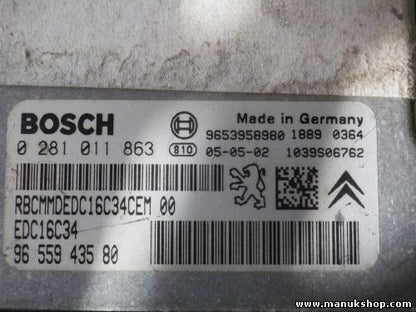 BOSCH
Made in Germany
9653958980 1889 0364
0 281 011 863
810
05-05-02
1039S06762
RBCMMDEDC16C34CEM 00
EDC16C34
96 559 435 80
www.manukshop.com